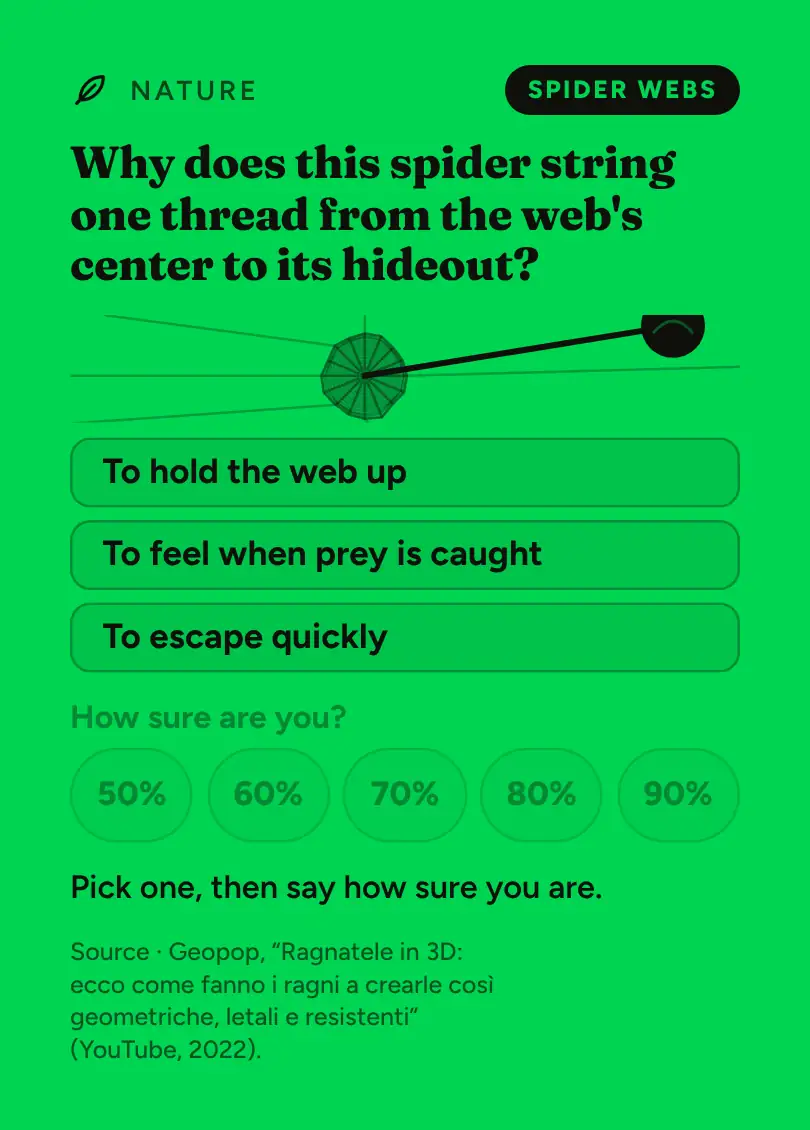 NATURE
SPIDER WEBS
Why does this spider string
one thread from the web's
center to its hideout?
To hold the web up
To feel when prey is caught
To escape quickly
How sure are you?
50% 60% 70% 80% 90%
Pick one, then say how sure you are.
Source · Geopop, “Ragnatele in 3D:
ecco come fanno i ragni a crearle così
geometriche, letali e resistenti”
(YouTube, 2022).